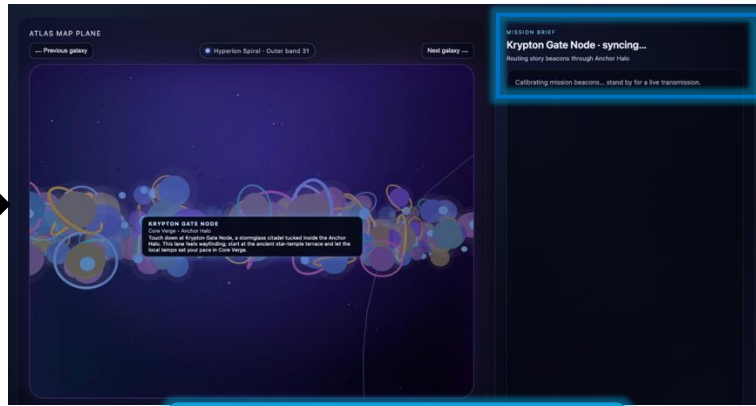 ATLAS MAP PLANE
← Previous galaxy
Hyperion Spiral · Outer band 31
Next galaxy →
KRYPTON GATE NODE
Core Verge • Anchor Halo
Touch down at Krypton Gate Node, a stormglass citadel tucked inside the Anchor
Halo. This lane feels wayfinding; start at the ancient star-temple terrace and let the
local tempo set your pace in Core Verge.
MISSION BRIEF
Krypton Gate Node · syncing...
Routing story beacons through Anchor Halo
Calibrating mission beacons... stand by for a live transmission.